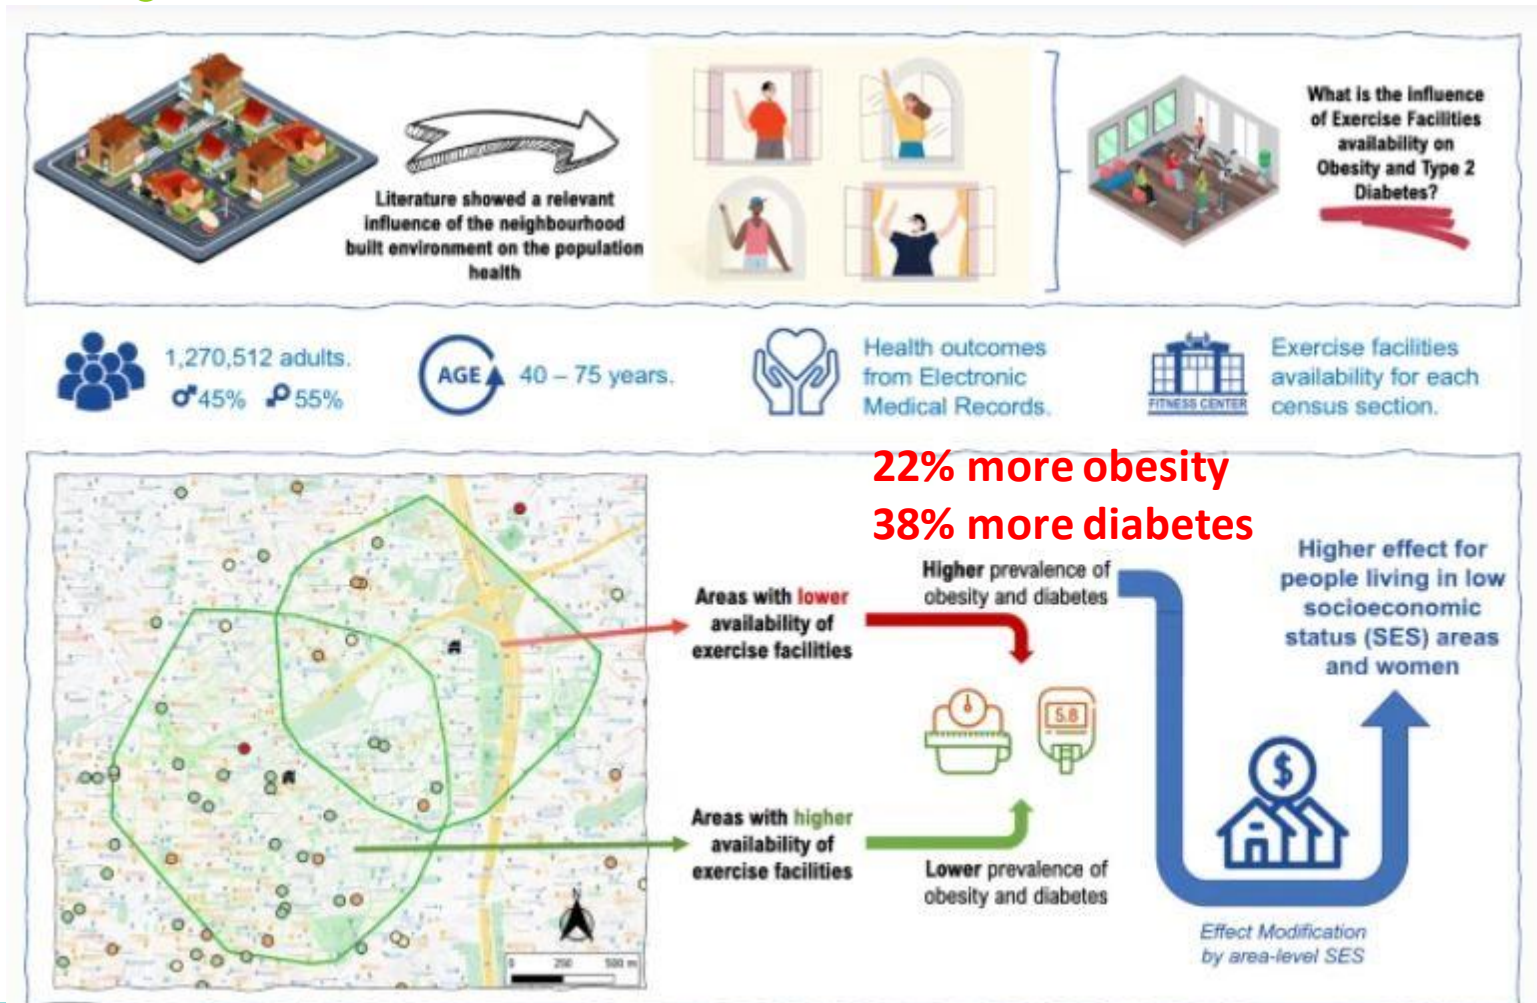 Literature showed a relevant
influence of the neighbourhood
built environment on the population
health
What is the influence
of Exercise Facilities
availability on
Obesity and Type 2
Diabetes?
1,270,512 adults.
♂45% ♀55%
AGE
40 – 75 years.
Health outcomes
from Electronic
Medical Records.
FITNESS CENTER
Exercise facilities
availability for each
census section.
22% more obesity
38% more diabetes
Areas with lower
availability of
exercise facilities
Higher prevalence of
obesity and diabetes
Higher effect for
people living in low
socioeconomic
status (SES) areas
and women
5.8
$
Areas with higher
availability of
exercise facilities
Lower prevalence of
obesity and diabetes
Effect Modification
by area-level SES
N
0 250 500 m